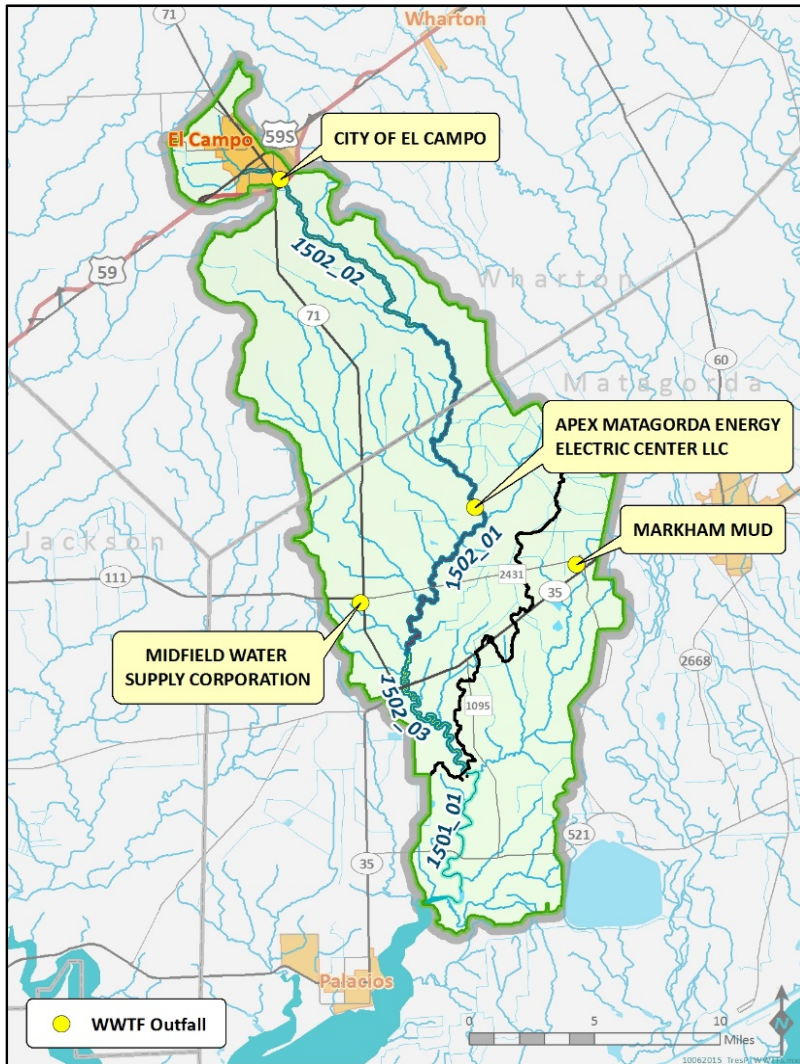 71
Wharton
El Campo
59S
CITY OF EL CAMPO
59
1502_02
Wharton
71
60
Matagorda
APEX MATAGORDA ENERGY
ELECTRIC CENTER LLC
Jackson
1502_01
MARKHAM MUD
111
2431
35
MIDFIELD WATER
SUPPLY CORPORATION
2668
1502_03
1095
1501_01
521
35
Palacios
WWTF Outfall
0 5 10
Miles
N